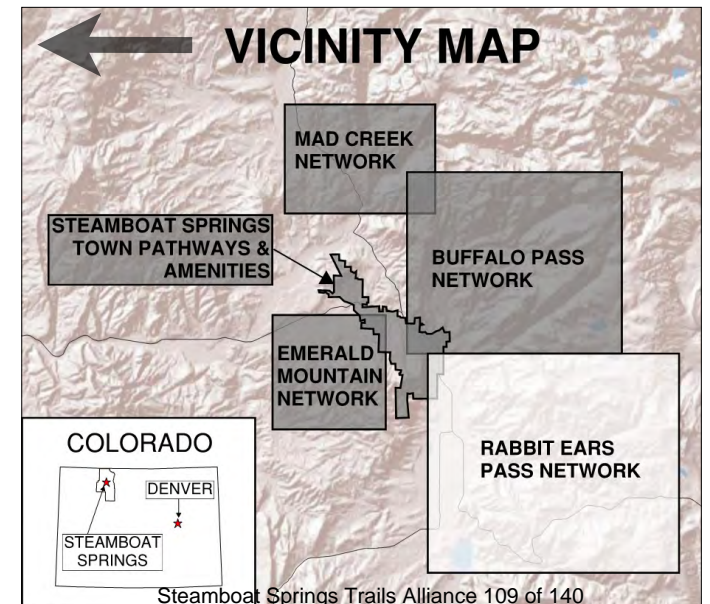 VICINITY MAP
MAD CREEK
NETWORK
STEAMBOAT SPRINGS
TOWN PATHWAYS &
AMENITIES
BUFFALO PASS
NETWORK
EMERALD
MOUNTAIN
NETWORK
RABBIT EARS
PASS NETWORK
COLORADO
DENVER
STEAMBOAT
SPRINGS
Steamboat Springs Trails Alliance 109 of 140